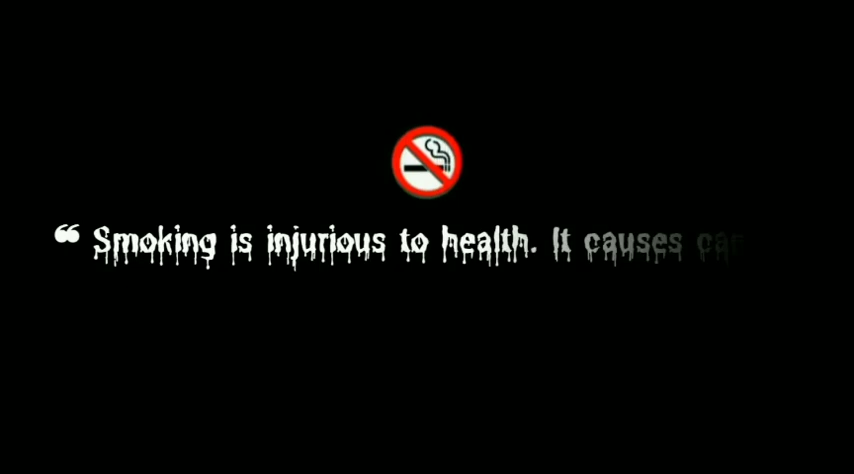 ❝ Smoking is injurious to health. It causes